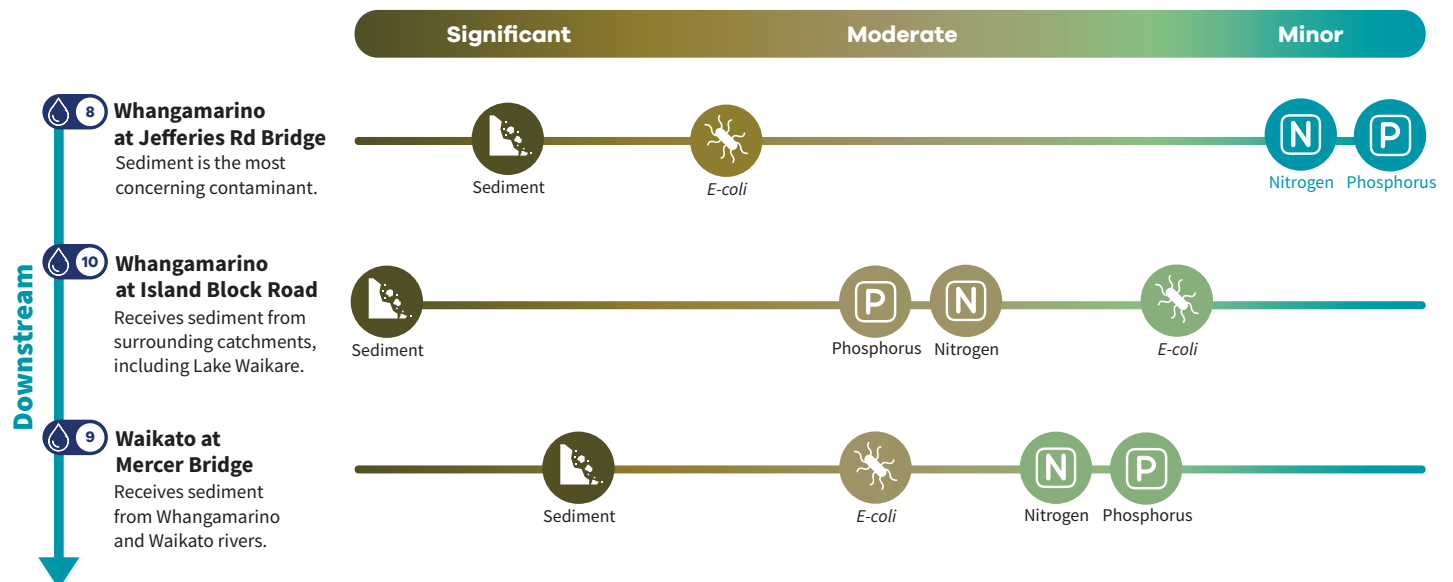 Significant
Moderate
Minor
Downstream
8
Whangamarino
at Jefferies Rd Bridge
Sediment is the most
concerning contaminant.
Sediment
E-coli
N
Nitrogen
P
Phosphorus
10
Whangamarino
at Island Block Road
Receives sediment from
surrounding catchments,
including Lake Waikare.
Sediment
P
Phosphorus
N
Nitrogen
E-coli
9
Waikato at
Mercer Bridge
Receives sediment
from Whangamarino
and Waikato rivers.
Sediment
E-coli
N
Nitrogen
P
Phosphorus